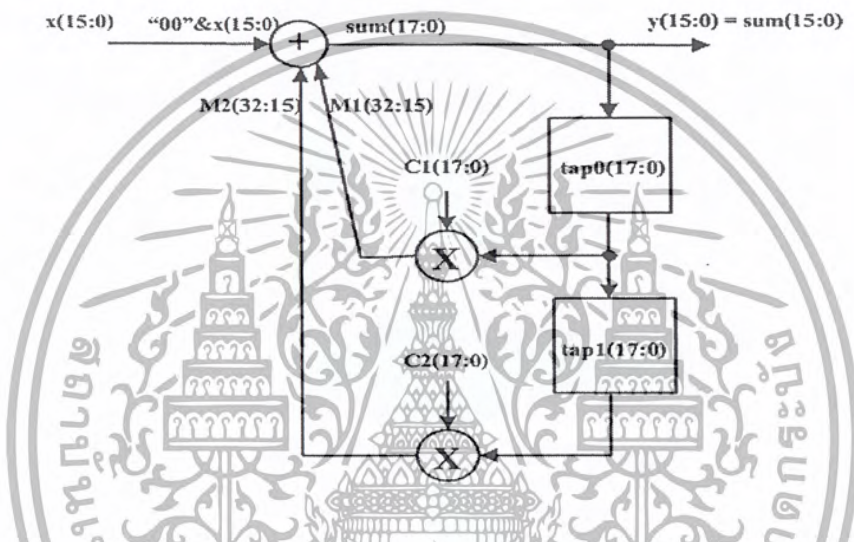 x(15:0) “00”&x(15:0) sum(17:0) y(15:0) = sum(15:0)
+
M2(32:15) M1(32:15)
C1(17:0) tap0(17:0)
X
C2(17:0) tap1(17:0)
X